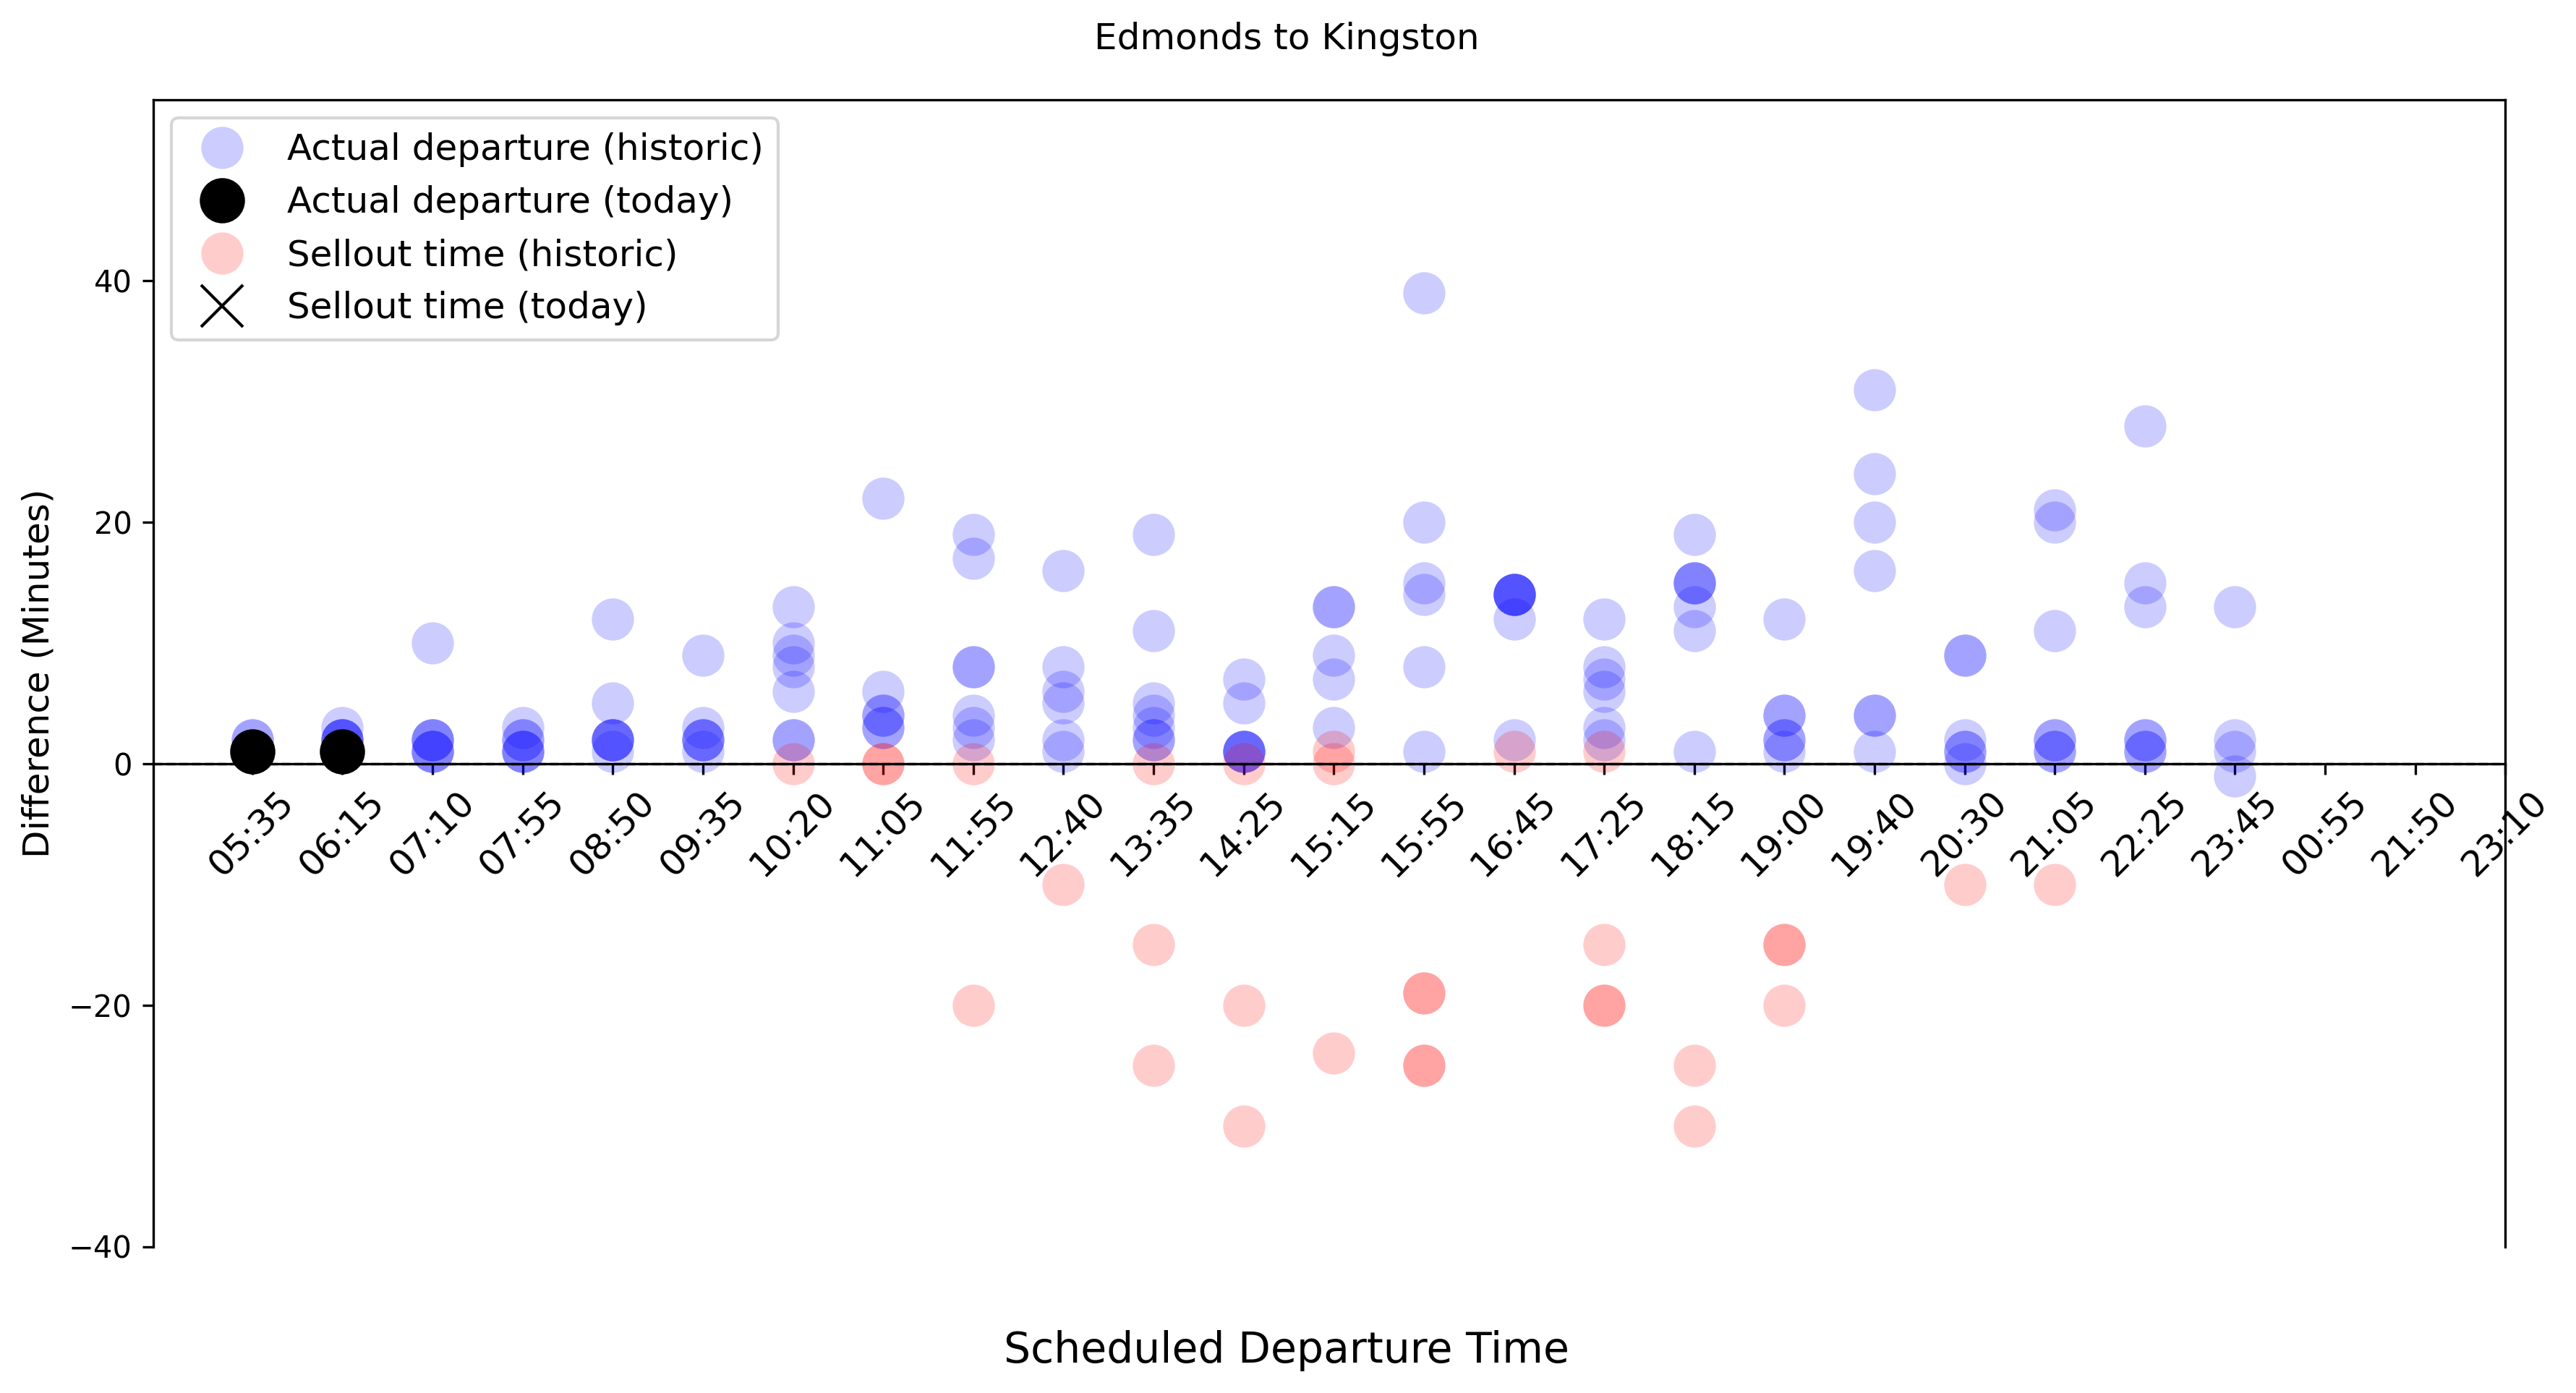 Edmonds to Kingston
Actual departure (historic)
Actual departure (today)
Sellout time (historic)
Sellout time (today)
Difference (Minutes)
40
20
0
−20
−40
05:35 06:15 07:10 07:55 08:50 09:35 10:20 11:05 11:55 12:40 13:35 14:25 15:15 15:55 16:45 17:25 18:15 19:00 19:40 20:30 21:05 22:25 23:45 00:55 21:50 23:10
Scheduled Departure Time